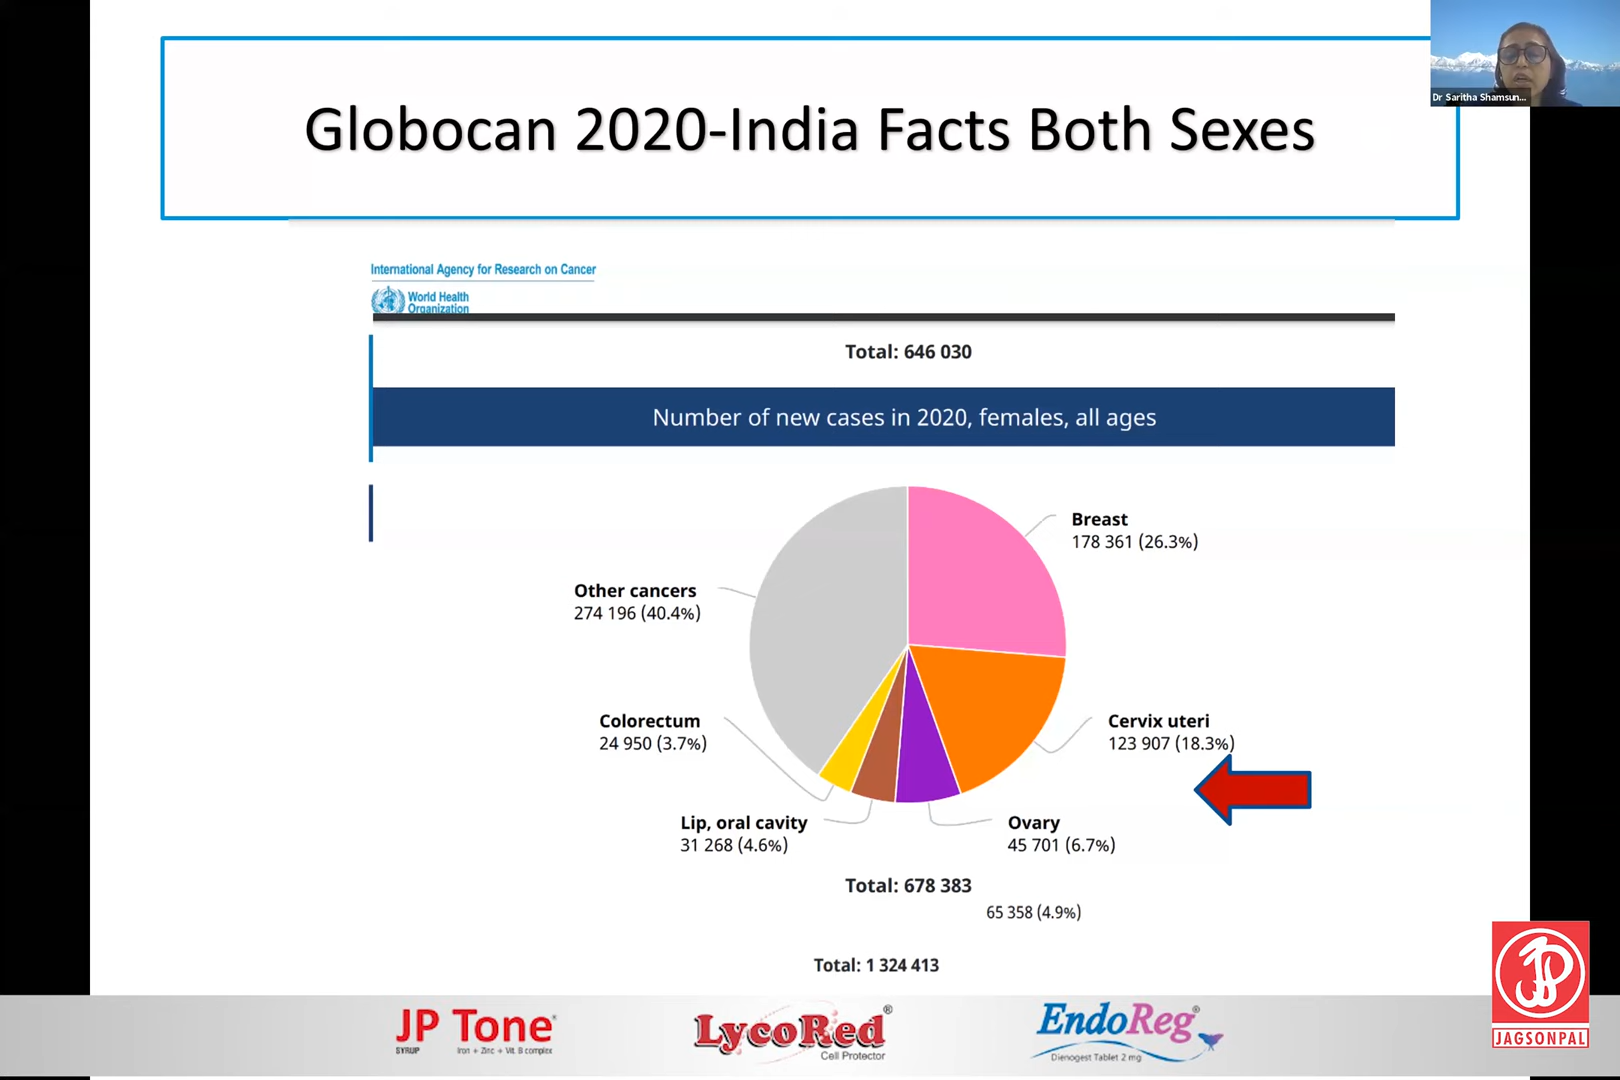 Globocan 2020-India Facts Both Sexes
Dr Saritha Shamsun...
International Agency for Research on Cancer
World Health
Organization
Total: 646 030
Number of new cases in 2020, females, all ages
Breast
178 361 (26.3%)
Other cancers
274 196 (40.4%)
Colorectum
24 950 (3.7%)
Cervix uteri
123 907 (18.3%)
Lip, oral cavity
31 268 (4.6%)
Ovary
45 701 (6.7%)
Total: 678 383
65 358 (4.9%)
Total: 1 324 413
JP Tone
SYRUP Iron + Zinc + Vit. B complex
LycoRed®
Cell Protector
EndoReg®
Dienogest Tablet 2 mg
JAGSONPAL